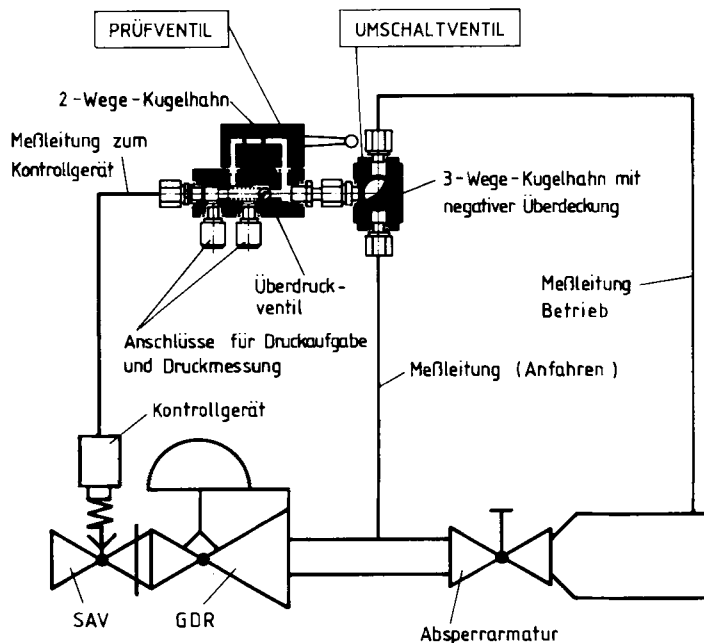 PRÜFVENTIL
UMSCHALTVENTIL
2-Wege-Kugelhahn
Meßleitung zum
Kontrollgerät
3-Wege-Kugelhahn mit
negativer Überdeckung
Überdruck-
ventil
Meßleitung
Betrieb
Anschlüsse für Druckaufgabe
und Druckmessung
Meßleitung (Anfahren)
Kontrollgerät
SAV
GDR
Absperrarmatur